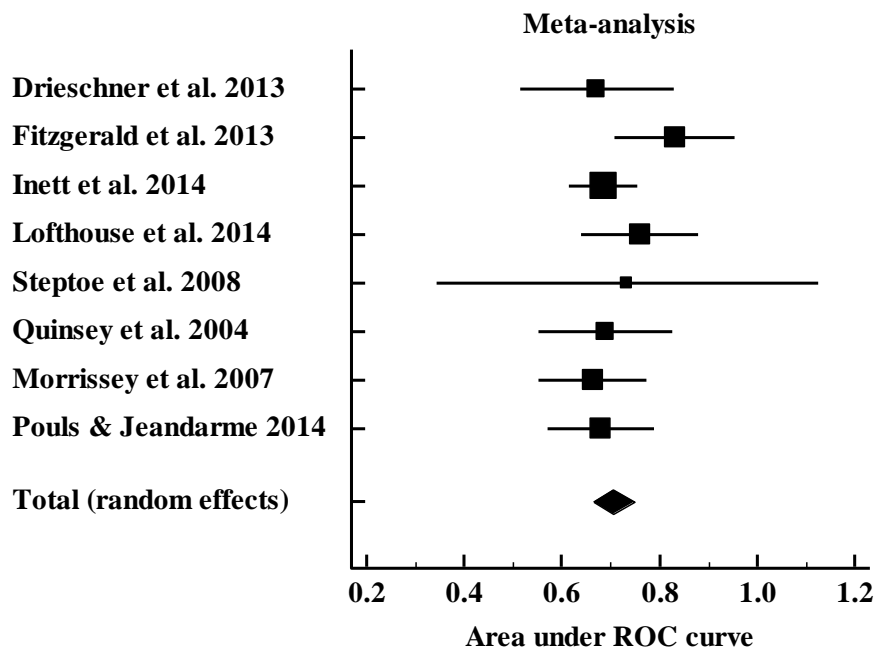 Meta-analysis
Drieschner et al. 2013
Fitzgerald et al. 2013
Inett et al. 2014
Lofthouse et al. 2014
Steptoe et al. 2008
Quinsey et al. 2004
Morrissey et al. 2007
Pouls & Jeandarme 2014
Total (random effects)
0.2 0.4 0.6 0.8 1.0 1.2
Area under ROC curve